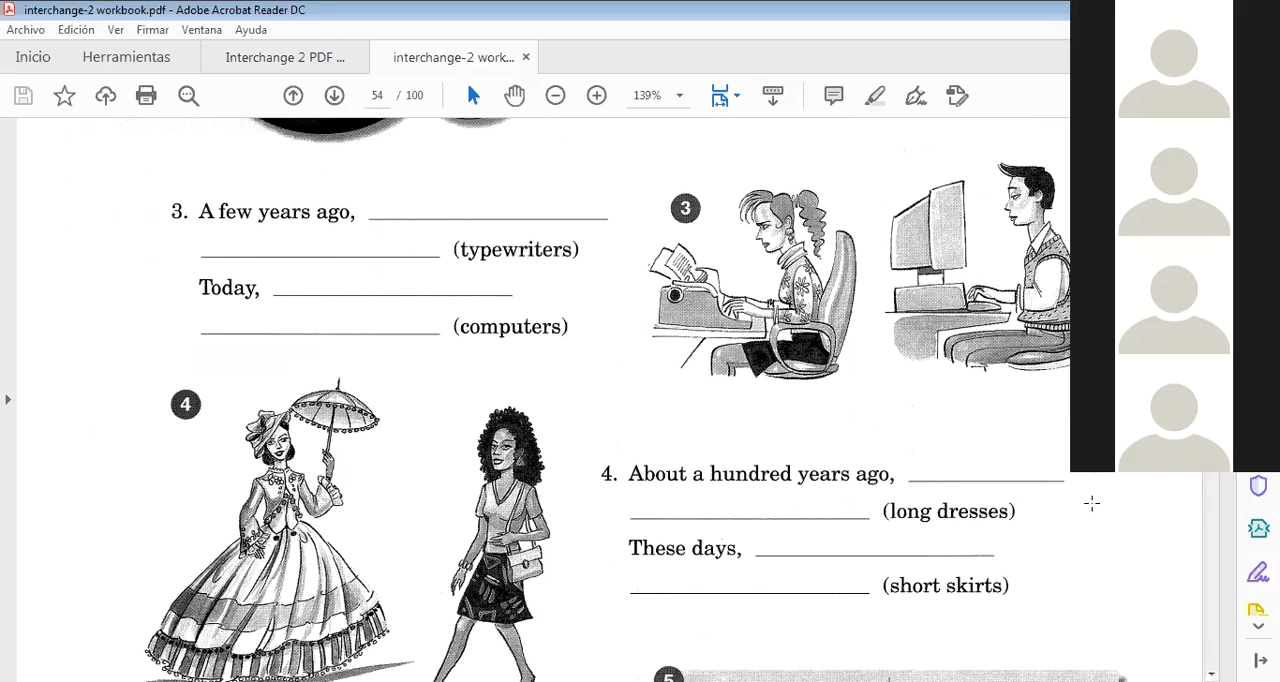 interchange-2 workbook.pdf - Adobe Acrobat Reader DC
Archivo Edición Ver Firmar Ventana Ayuda
Inicio Herramientas Interchange 2 PDF ... interchange-2 work... ×
54 / 100 139%
3. A few years ago,
(typewriters)
Today,
(computers)
3
4
4. About a hundred years ago,
(long dresses)
These days,
(short skirts)
5